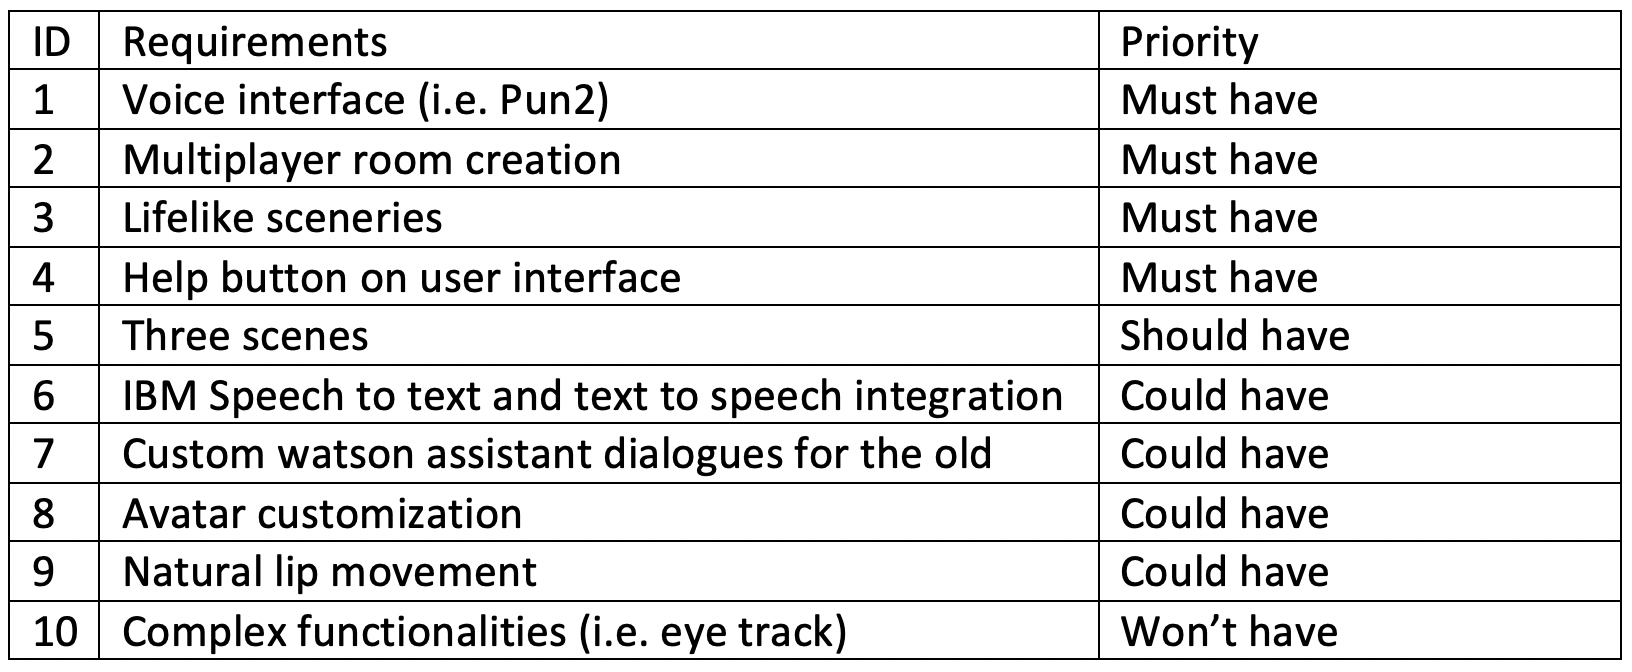 ID Requirements Priority
1 Voice interface (i.e. Pun2) Must have
2 Multiplayer room creation Must have
3 Lifelike sceneries Must have
4 Help button on user interface Must have
5 Three scenes Should have
6 IBM Speech to text and text to speech integration Could have
7 Custom watson assistant dialogues for the old Could have
8 Avatar customization Could have
9 Natural lip movement Could have
10 Complex functionalities (i.e. eye track) Won’t have